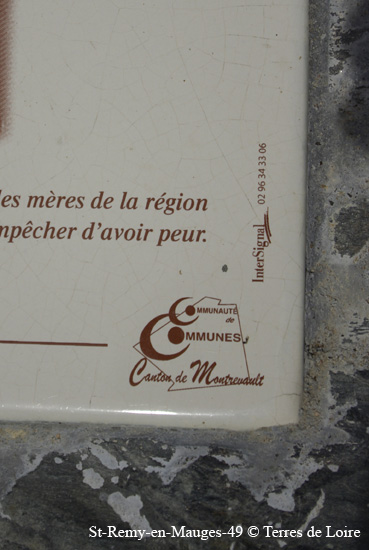 les mères de la région
mpêcher d'avoir peur.
InterSignal 02 96 34 33 06
COMMUNAUTÉ
de
COMMUNES
Canton de Montrevault
St-Remy-en-Mauges-49 © Terres de Loire